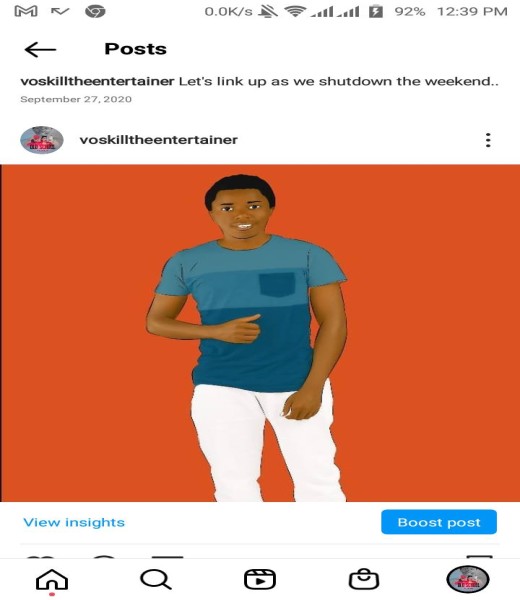 0.0K/s 92% 12:39 PM
Posts
voskilltheentertainer Let's link up as we shutdown the weekend..
September 27, 2020
voskilltheentertainer
View insights
Boost post